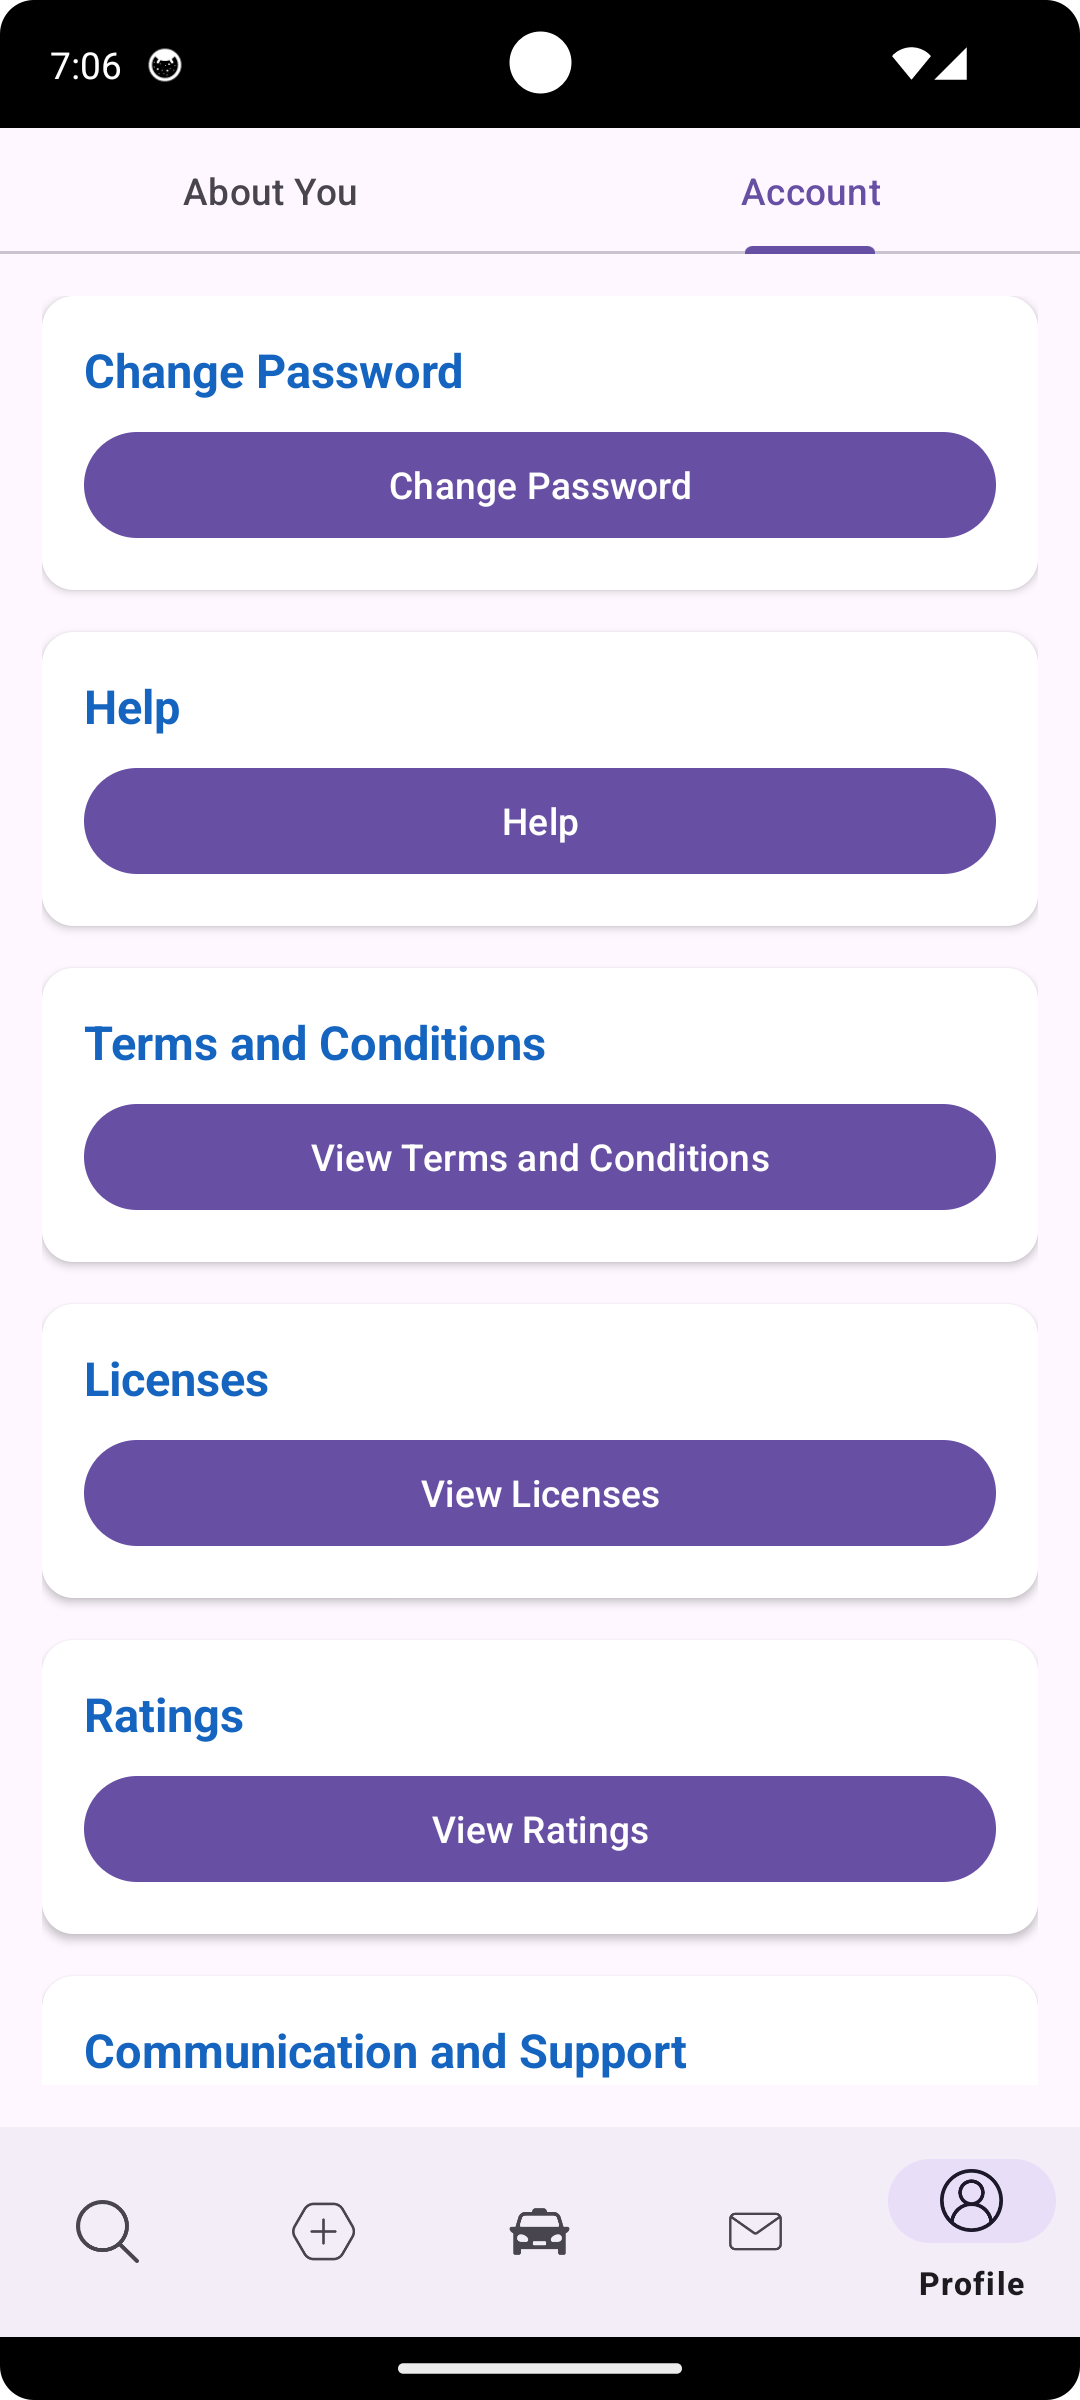 7:06
About You
Account
Change Password
Change Password
Help
Help
Terms and Conditions
View Terms and Conditions
Licenses
View Licenses
Ratings
View Ratings
Communication and Support
Profile